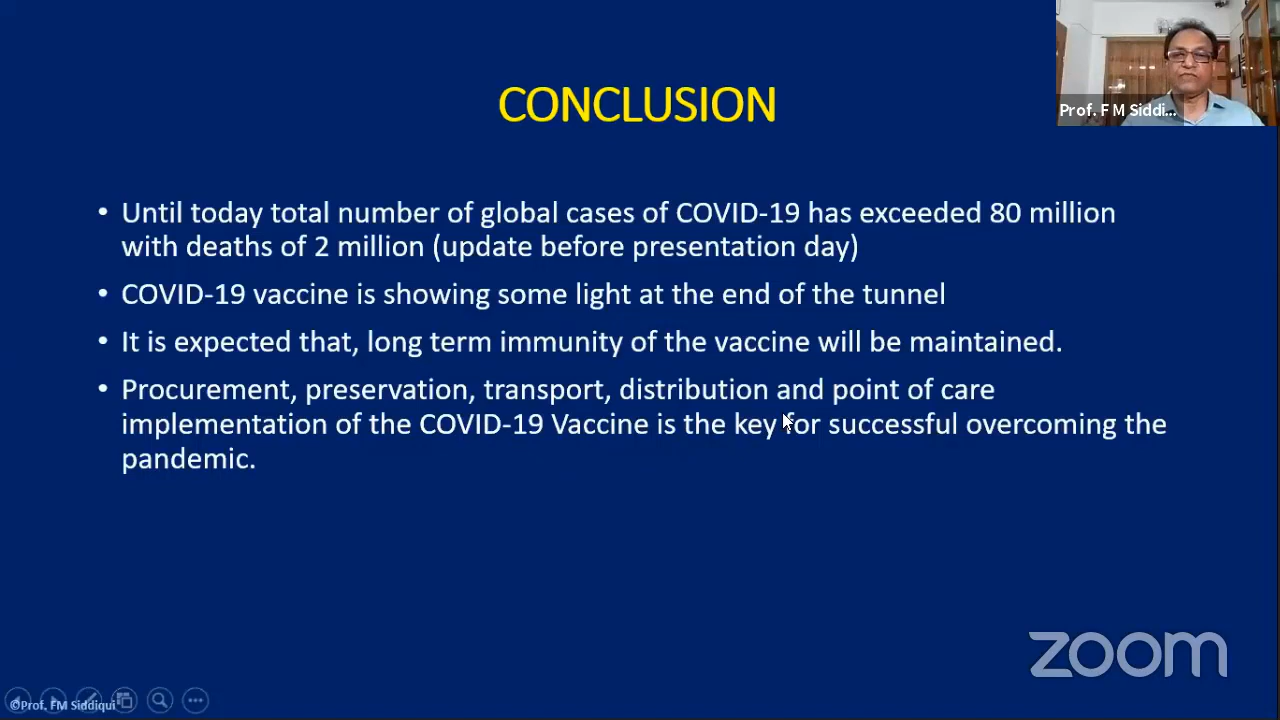 CONCLUSION
Prof. F M Siddi...
• Until today total number of global cases of COVID-19 has exceeded 80 million
with deaths of 2 million (update before presentation day)
• COVID-19 vaccine is showing some light at the end of the tunnel
• It is expected that, long term immunity of the vaccine will be maintained.
• Procurement, preservation, transport, distribution and point of care
implementation of the COVID-19 Vaccine is the key for successful overcoming the
pandemic.
zoom
©Prof. FM Siddiqui